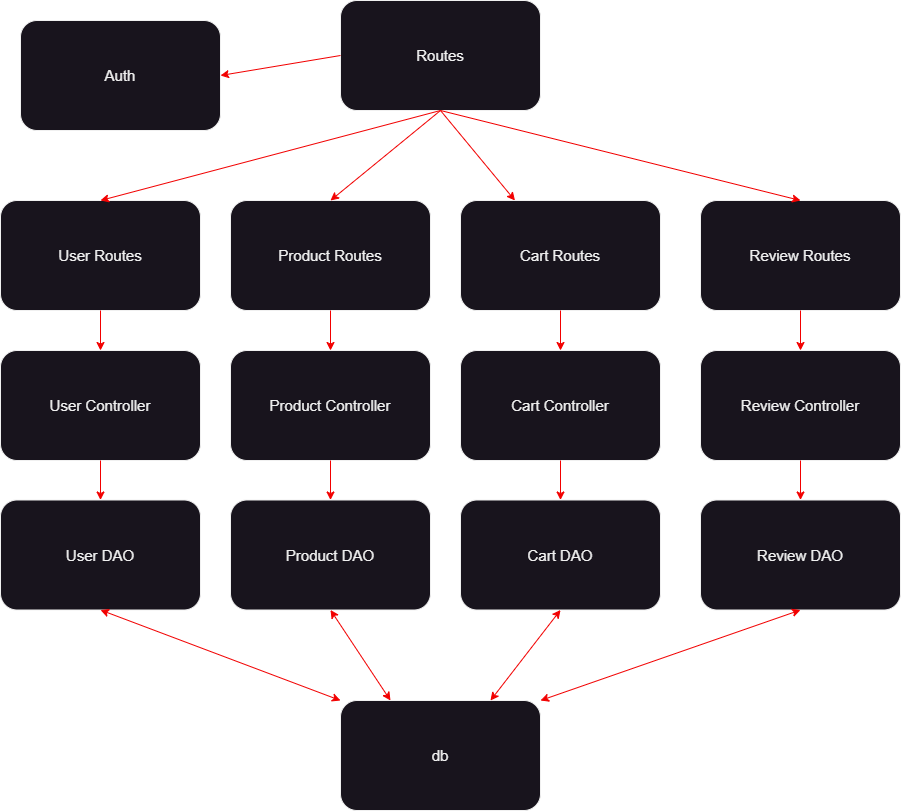 Routes
Auth
User Routes
Product Routes
Cart Routes
Review Routes
User Controller
Product Controller
Cart Controller
Review Controller
User DAO
Product DAO
Cart DAO
Review DAO
db